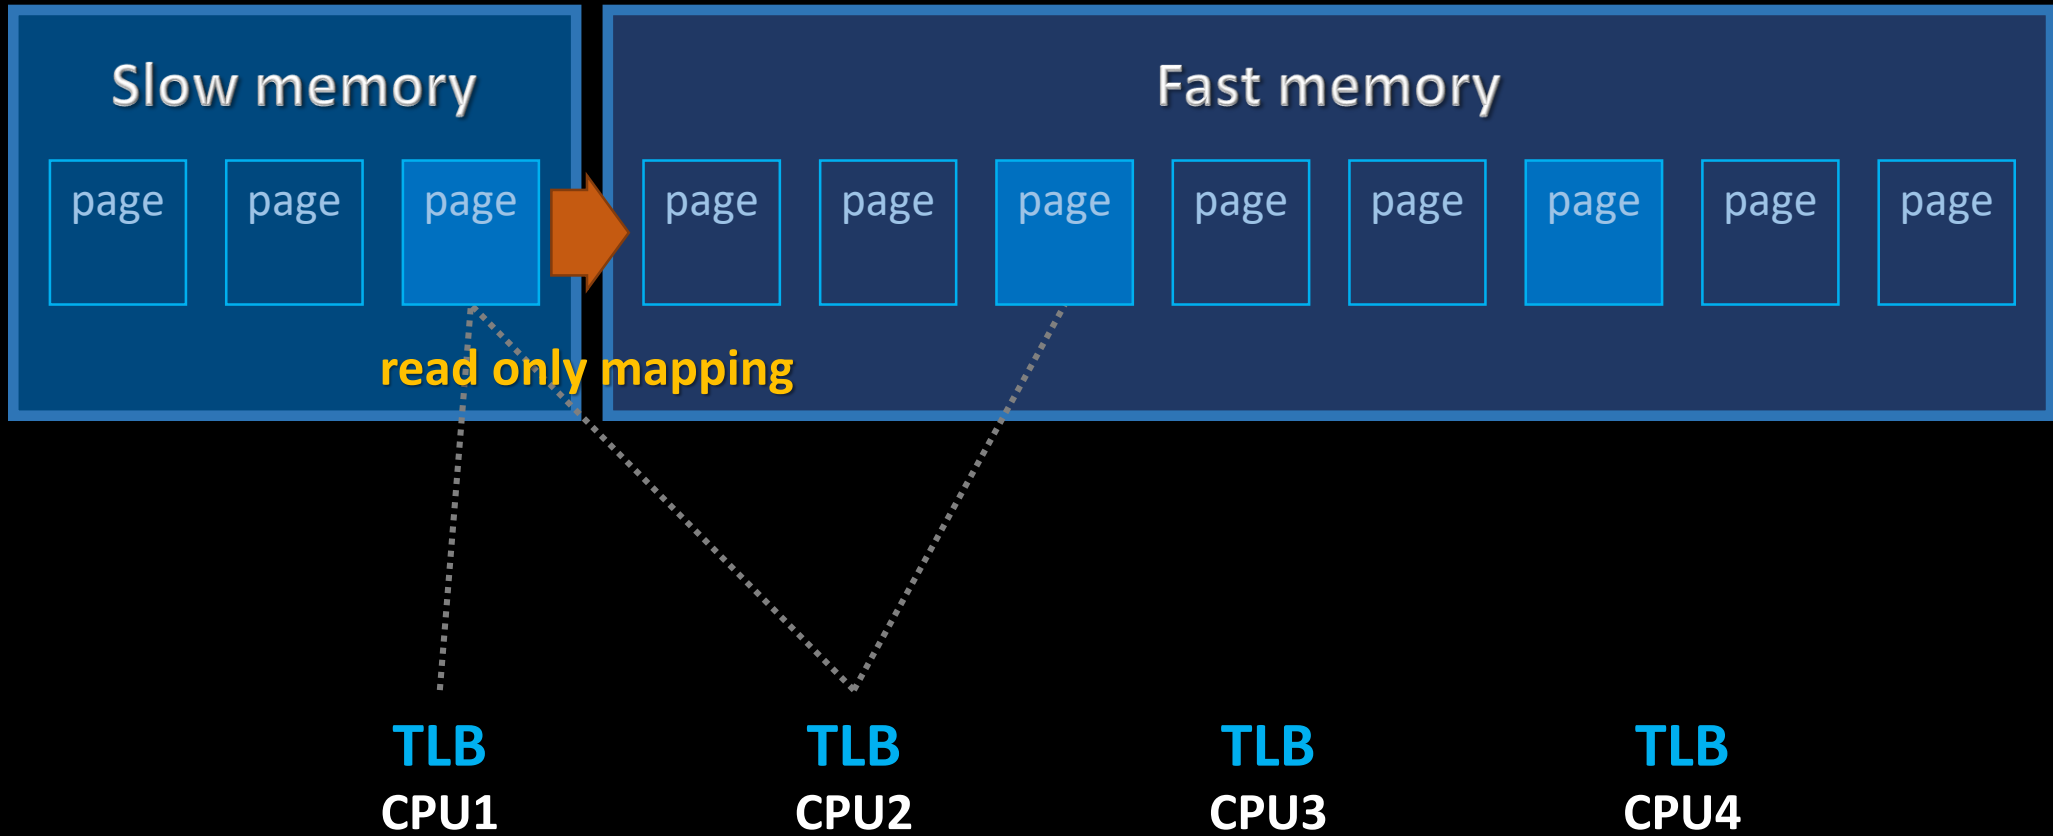 Slow memory
Fast memory
page page page page page page page page page page page
read only mapping
TLB TLB TLB TLB
CPU1 CPU2 CPU3 CPU4